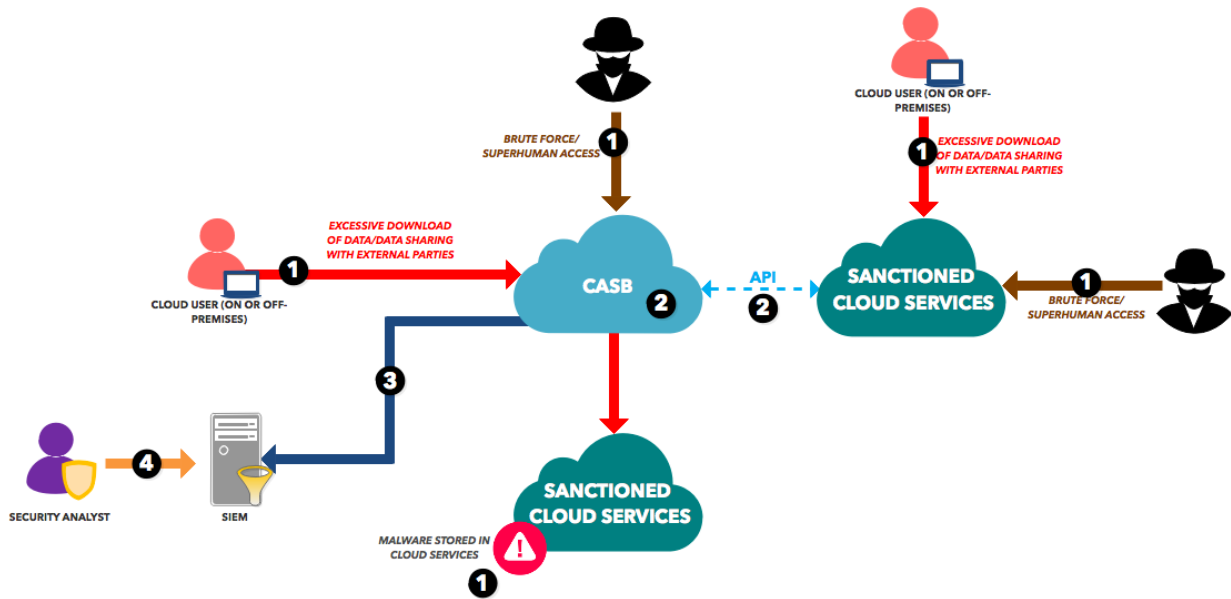 CLOUD USER (ON OR OFF-
PREMISES)
BRUTE FORCE/
SUPERHUMAN ACCESS
1
1
EXCESSIVE DOWNLOAD
OF DATA/DATA SHARING
WITH EXTERNAL PARTIES
EXCESSIVE DOWNLOAD
OF DATA/DATA SHARING
WITH EXTERNAL PARTIES
1
CLOUD USER (ON OR OFF-
PREMISES)
CASB
2
API
2
SANCTIONED
CLOUD SERVICES
1
BRUTE FORCE/
SUPERHUMAN ACCESS
3
4
SECURITY ANALYST
SIEM
SANCTIONED
CLOUD SERVICES
!
MALWARE STORED IN
CLOUD SERVICES
1